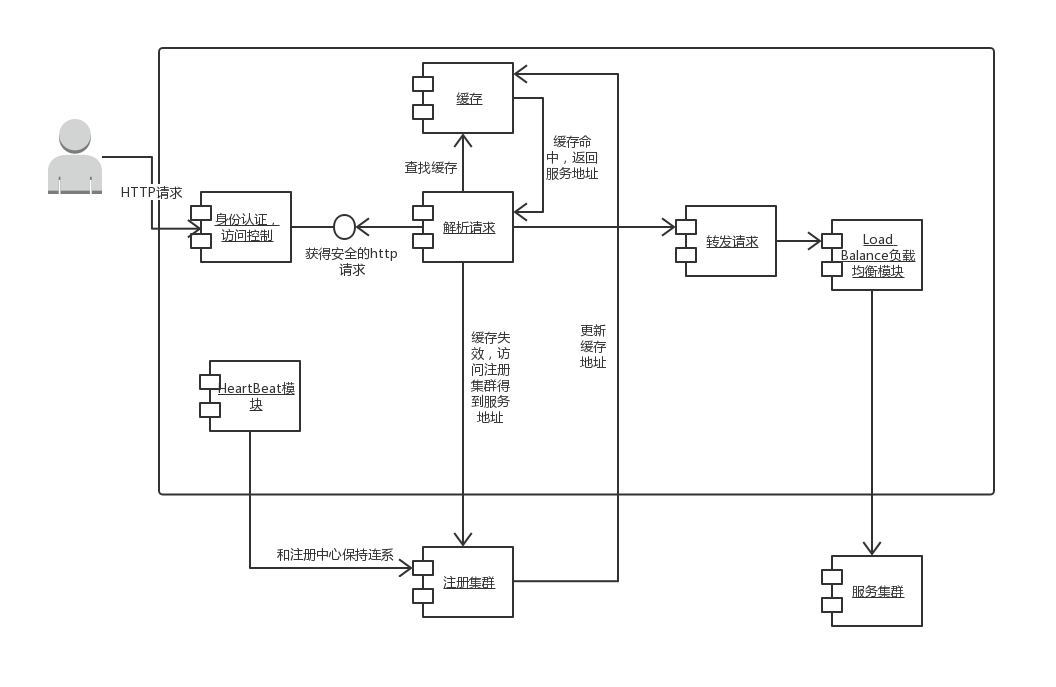 缓存
缓存命
中，返回
服务地址
查找缓存
HTTP请求
身份认证，
访问控制
解析请求
转发请求
Load
Balance负载
均衡模块
获得安全的http
请求
缓存失
效，访
问注册
集群得
到服务
地址
更新
缓存
地址
HeartBeat模
块
和注册中心保持连系
注册集群
服务集群